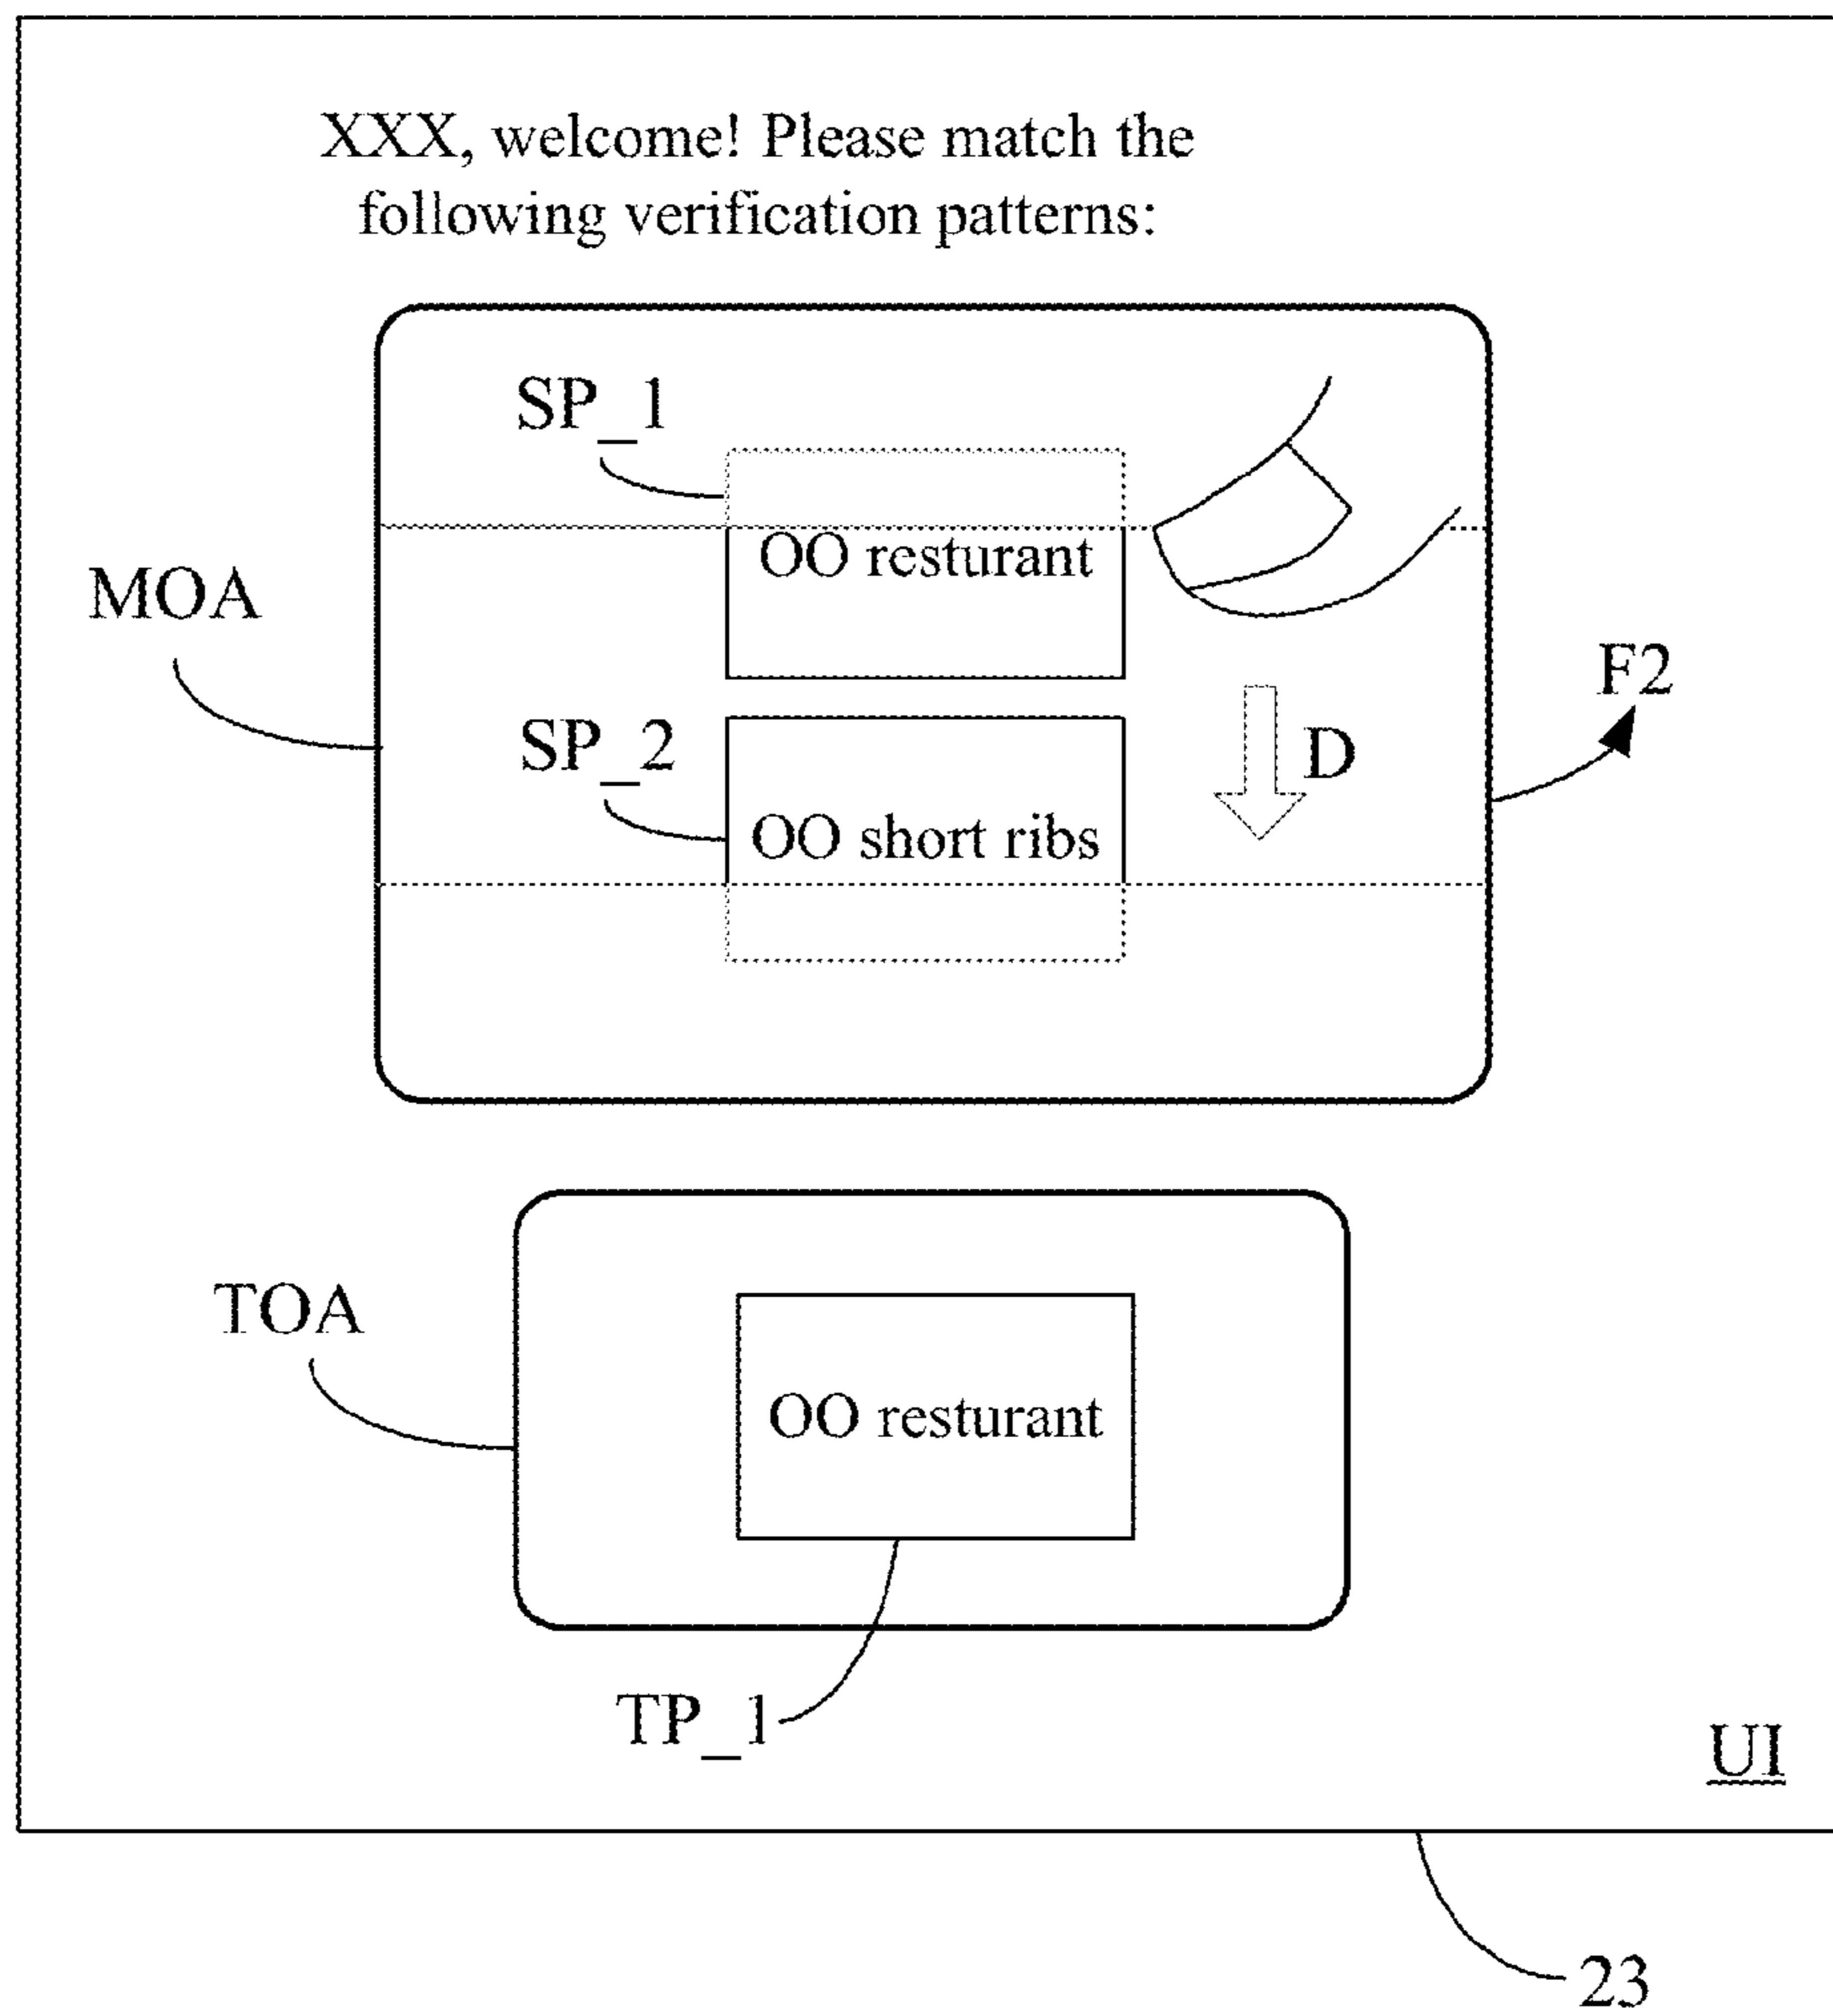 XXX, welcome! Please match the
following verification patterns:
SP_1
OO resturant
MOA
F2
SP_2
D
OO short ribs
TOA
OO resturant
TP_1
UI
23